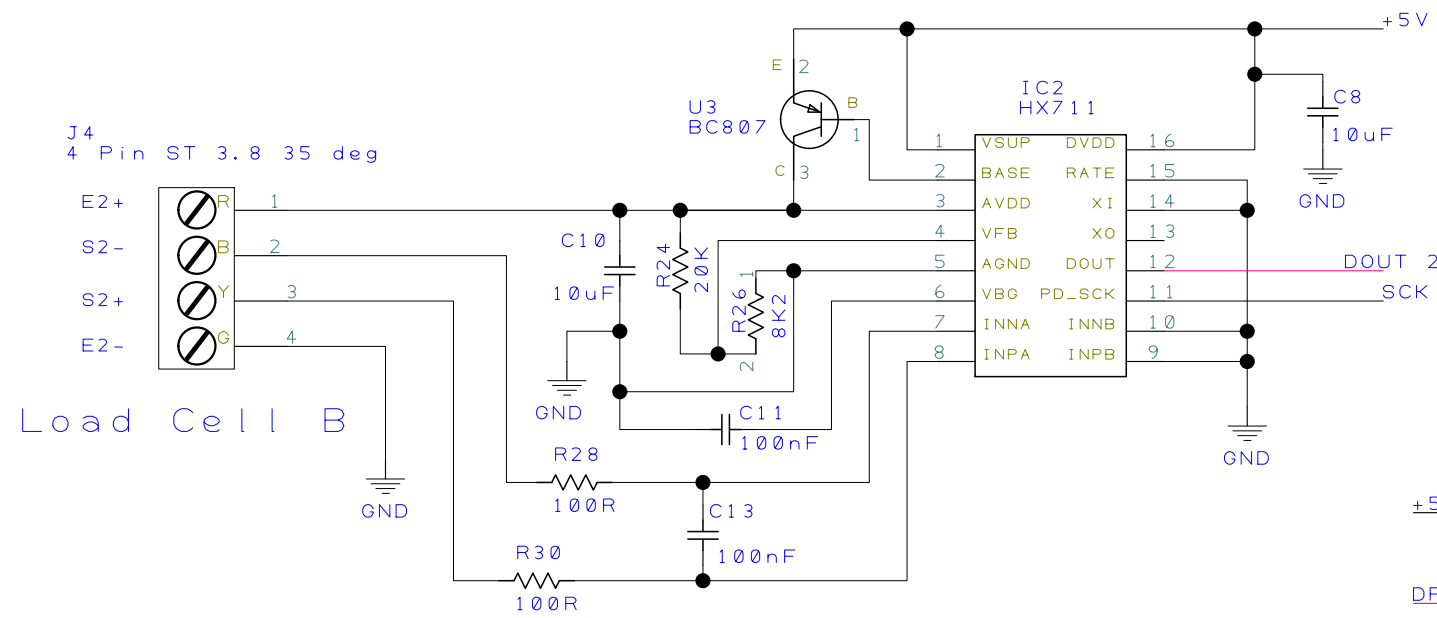 +5V
E 2
U3
BC807
B
1
C 3
IC2
HX711
C8
10uF
GND
J4
4 Pin ST 3.8 35 deg
E2+ R 1
S2- B 2
S2+ Y 3
E2- G 4
Load Cell B
GND
C10
10uF
GND
R24
20K
R26
8K2
1
2
C11
100nF
R28
100R
C13
100nF
R30
100R
1 VSUP DVDD 16
2 BASE RATE 15
3 AVDD XI 14
4 VFB XO 13
5 AGND DOUT 12
6 VBG PD_SCK 11
7 INNA INNB 10
8 INPA INPB 9
DOUT 2
SCK
GND
+5